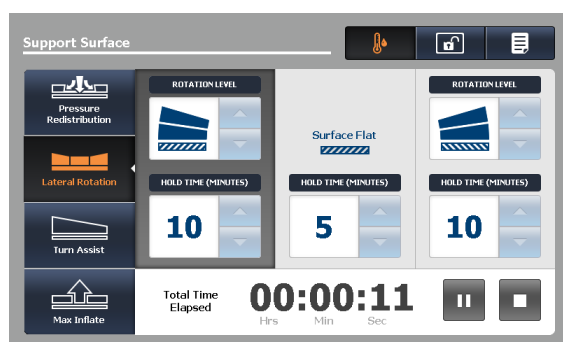 Support Surface
Pressure
Redistribution
Lateral Rotation
Turn Assist
Max Inflate
ROTATION LEVEL
HOLD TIME (MINUTES)
10
Surface Flat
HOLD TIME (MINUTES)
5
ROTATION LEVEL
HOLD TIME (MINUTES)
10
Total Time
Elapsed
00:00:11
Hrs Min Sec